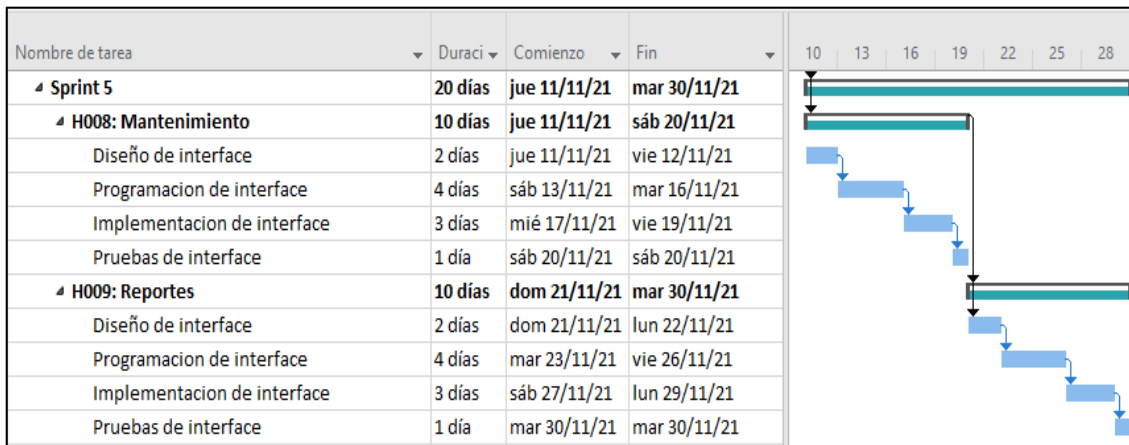 Nombre de tarea Duraci Comienzo Fin 10 13 16 19 22 25 28
Sprint 5 20 días jue 11/11/21 mar 30/11/21
H008: Mantenimiento 10 días jue 11/11/21 sáb 20/11/21
Diseño de interface 2 días jue 11/11/21 vie 12/11/21
Programacion de interface 4 días sáb 13/11/21 mar 16/11/21
Implementacion de interface 3 días mié 17/11/21 vie 19/11/21
Pruebas de interface 1 día sáb 20/11/21 sáb 20/11/21
H009: Reportes 10 días dom 21/11/21 mar 30/11/21
Diseño de interface 2 días dom 21/11/21 lun 22/11/21
Programacion de interface 4 días mar 23/11/21 vie 26/11/21
Implementacion de interface 3 días sáb 27/11/21 lun 29/11/21
Pruebas de interface 1 día mar 30/11/21 mar 30/11/21